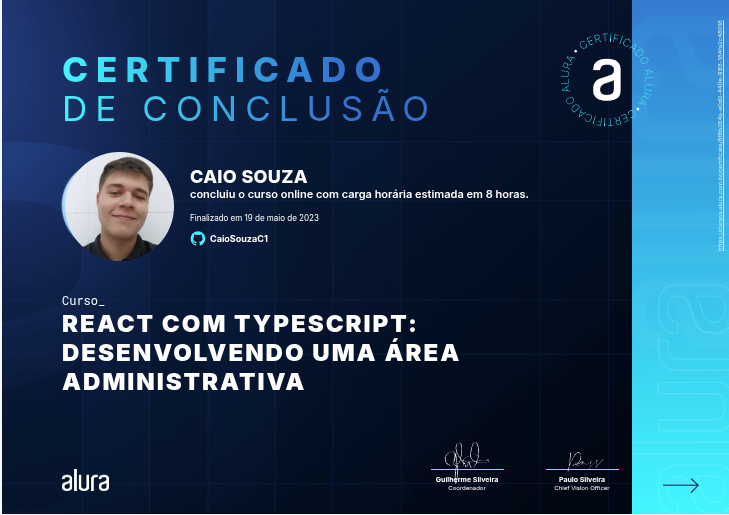 CERTIFICADO
DE CONCLUSÃO
CERTIFICADO ALURA • CERTIFICADO ALURA •
a
CAIO SOUZA
concluiu o curso online com carga horária estimada em 8 horas.
Finalizado em 19 de maio de 2023
CaioSouzaC1
Curso_
REACT COM TYPESCRIPT:
DESENVOLVENDO UMA ÁREA
ADMINISTRATIVA
alura
Guilherme Silveira
Coordenador
Paulo Silveira
Chief Vision Officer
alura